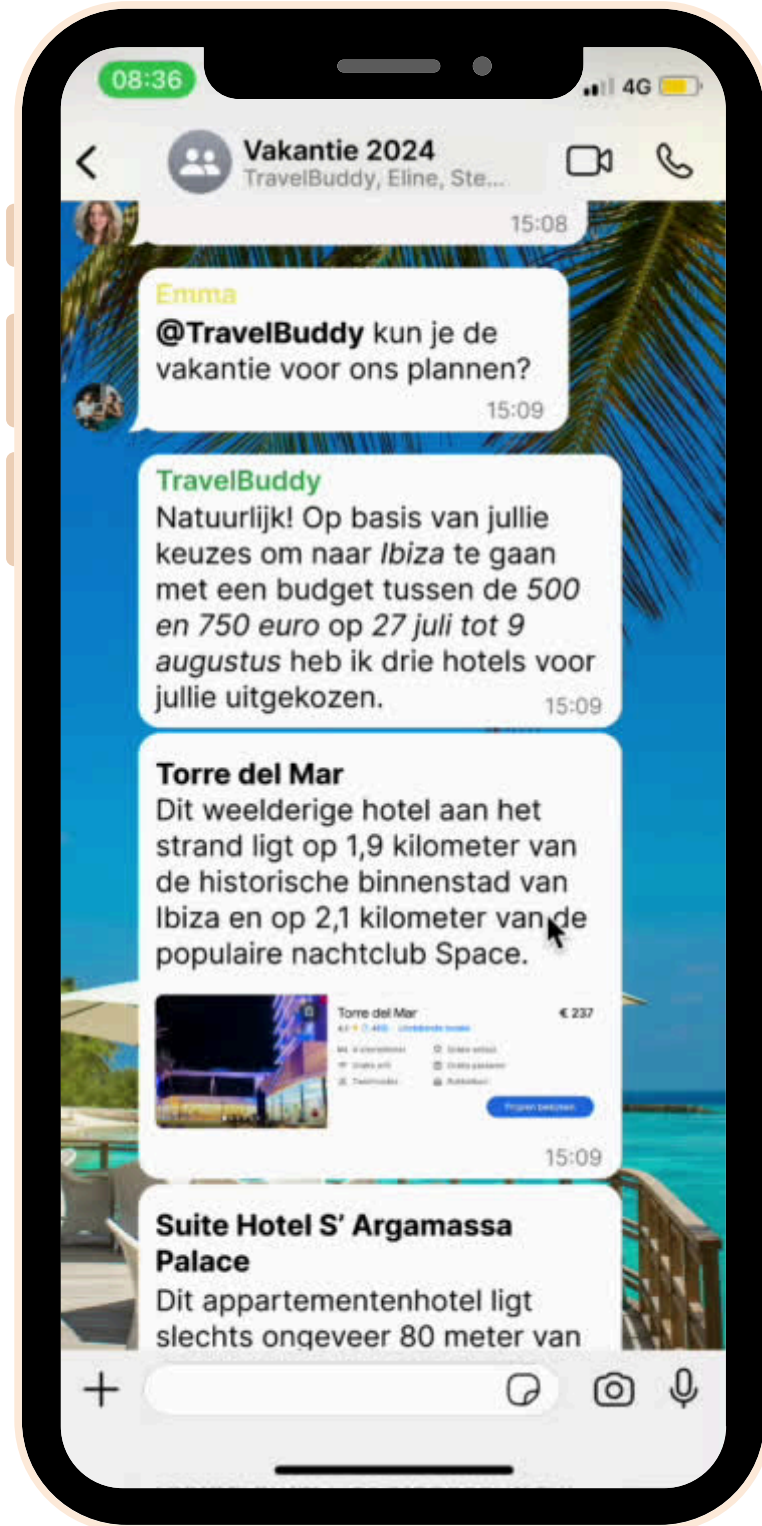 08:36
4G
Vakantie 2024
TravelBuddy, Eline, Ste...
15:08
Emma
@TravelBuddy kun je de
vakantie voor ons plannen?
15:09
TravelBuddy
Natuurlijk! Op basis van jullie
keuzes om naar Ibiza te gaan
met een budget tussen de 500
en 750 euro op 27 juli tot 9
augustus heb ik drie hotels voor
jullie uitgekozen.
15:09
Torre del Mar
Dit weelderige hotel aan het
strand ligt op 1,9 kilometer van
de historische binnenstad van
Ibiza en op 2,1 kilometer van de
populaire nachtclub Space.
Torre del Mar € 237
Prijzen bekijken
15:09
Suite Hotel S' Argamassa
Palace
Dit appartementenhotel ligt
slechts ongeveer 80 meter van